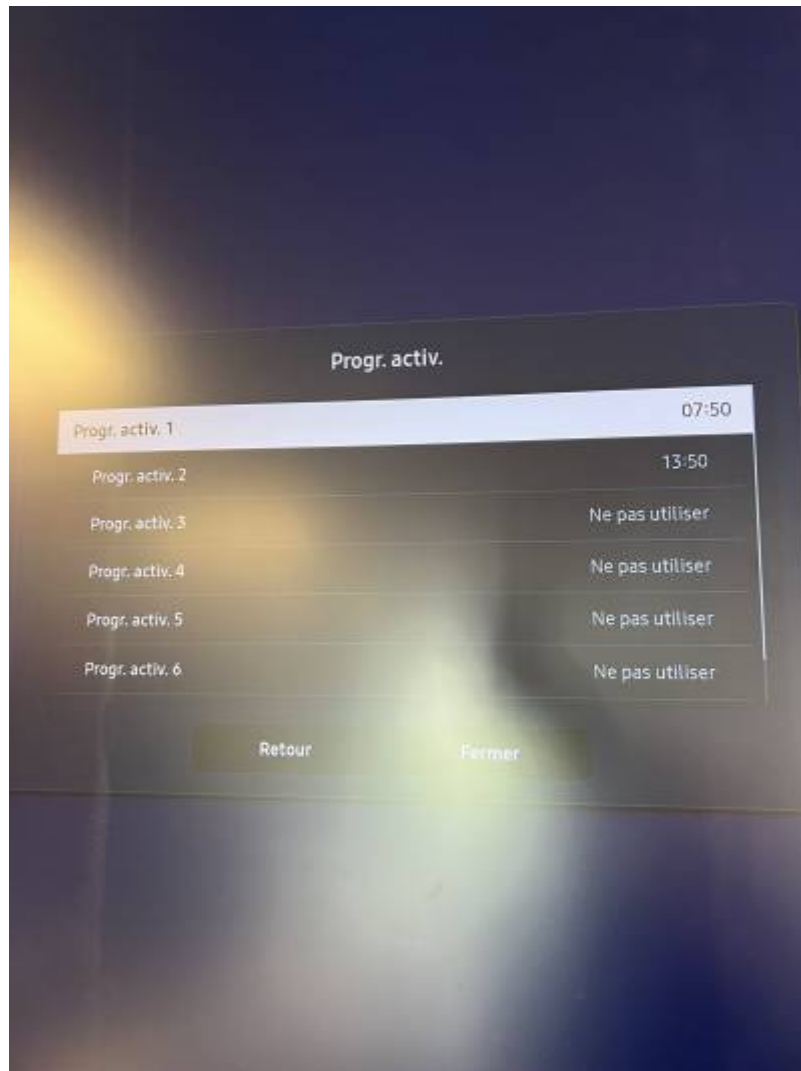 Progr. activ.
Progr. activ. 1 07:50
Progr. activ. 2 13:50
Progr. activ. 3 Ne pas utiliser
Progr. activ. 4 Ne pas utiliser
Progr. activ. 5 Ne pas utiliser
Progr. activ. 6 Ne pas utiliser
Retour Fermer